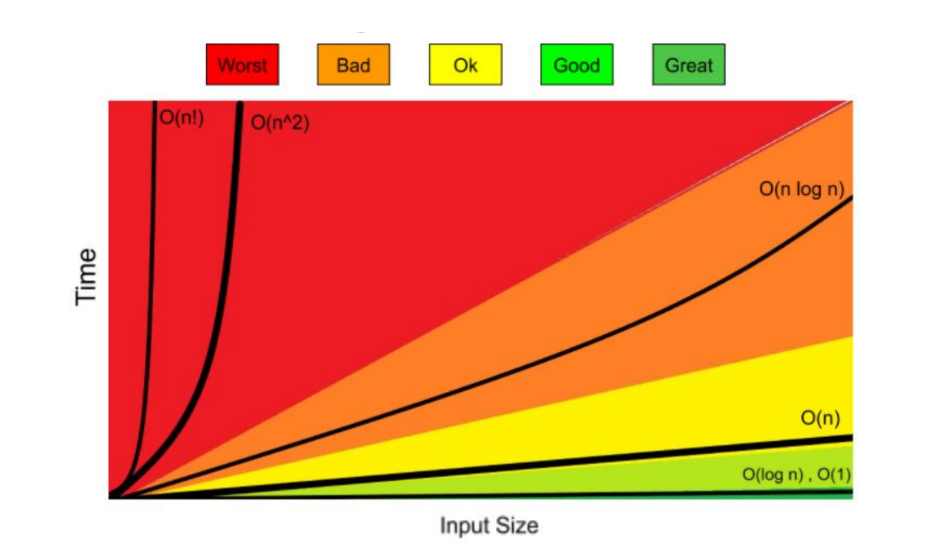 Worst Bad Ok Good Great
O(n!)
O(n^2)
O(n log n)
Time
O(n)
O(log n) , O(1)
Input Size